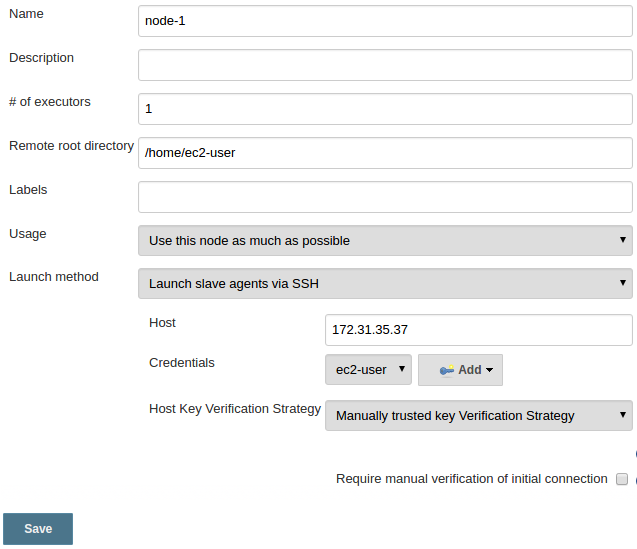 Name node-1
Description
# of executors 1
Remote root directory /home/ec2-user
Labels
Usage Use this node as much as possible
Launch method Launch slave agents via SSH
Host 172.31.35.37
Credentials ec2-user Add
Host Key Verification Strategy Manually trusted key Verification Strategy
Require manual verification of initial connection
Save